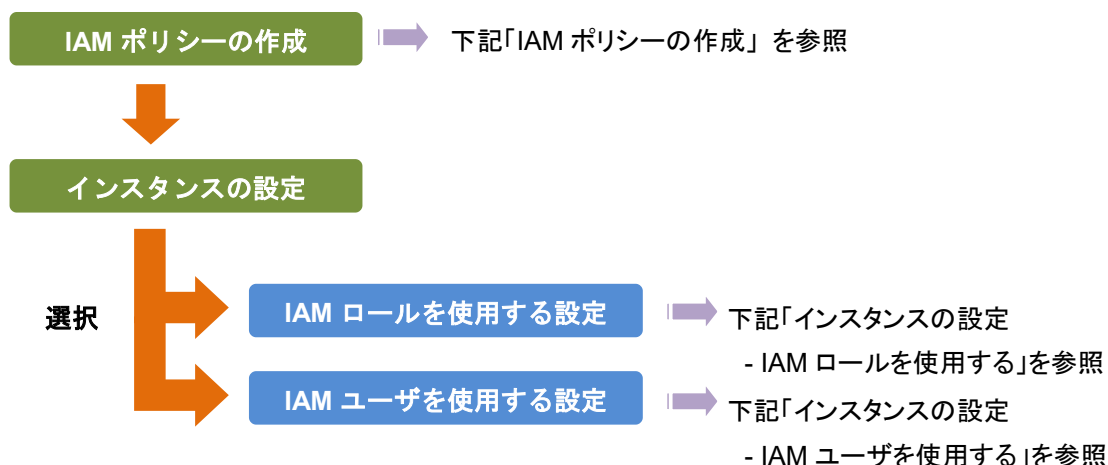 IAM ポリシーの作成
下記「IAM ポリシーの作成」 を参照
インスタンスの設定
選択
IAM ロールを使用する設定
下記「インスタンスの設定
- IAM ロールを使用する」を参照
IAM ユーザを使用する設定
下記「インスタンスの設定
- IAM ユーザを使用する」を参照